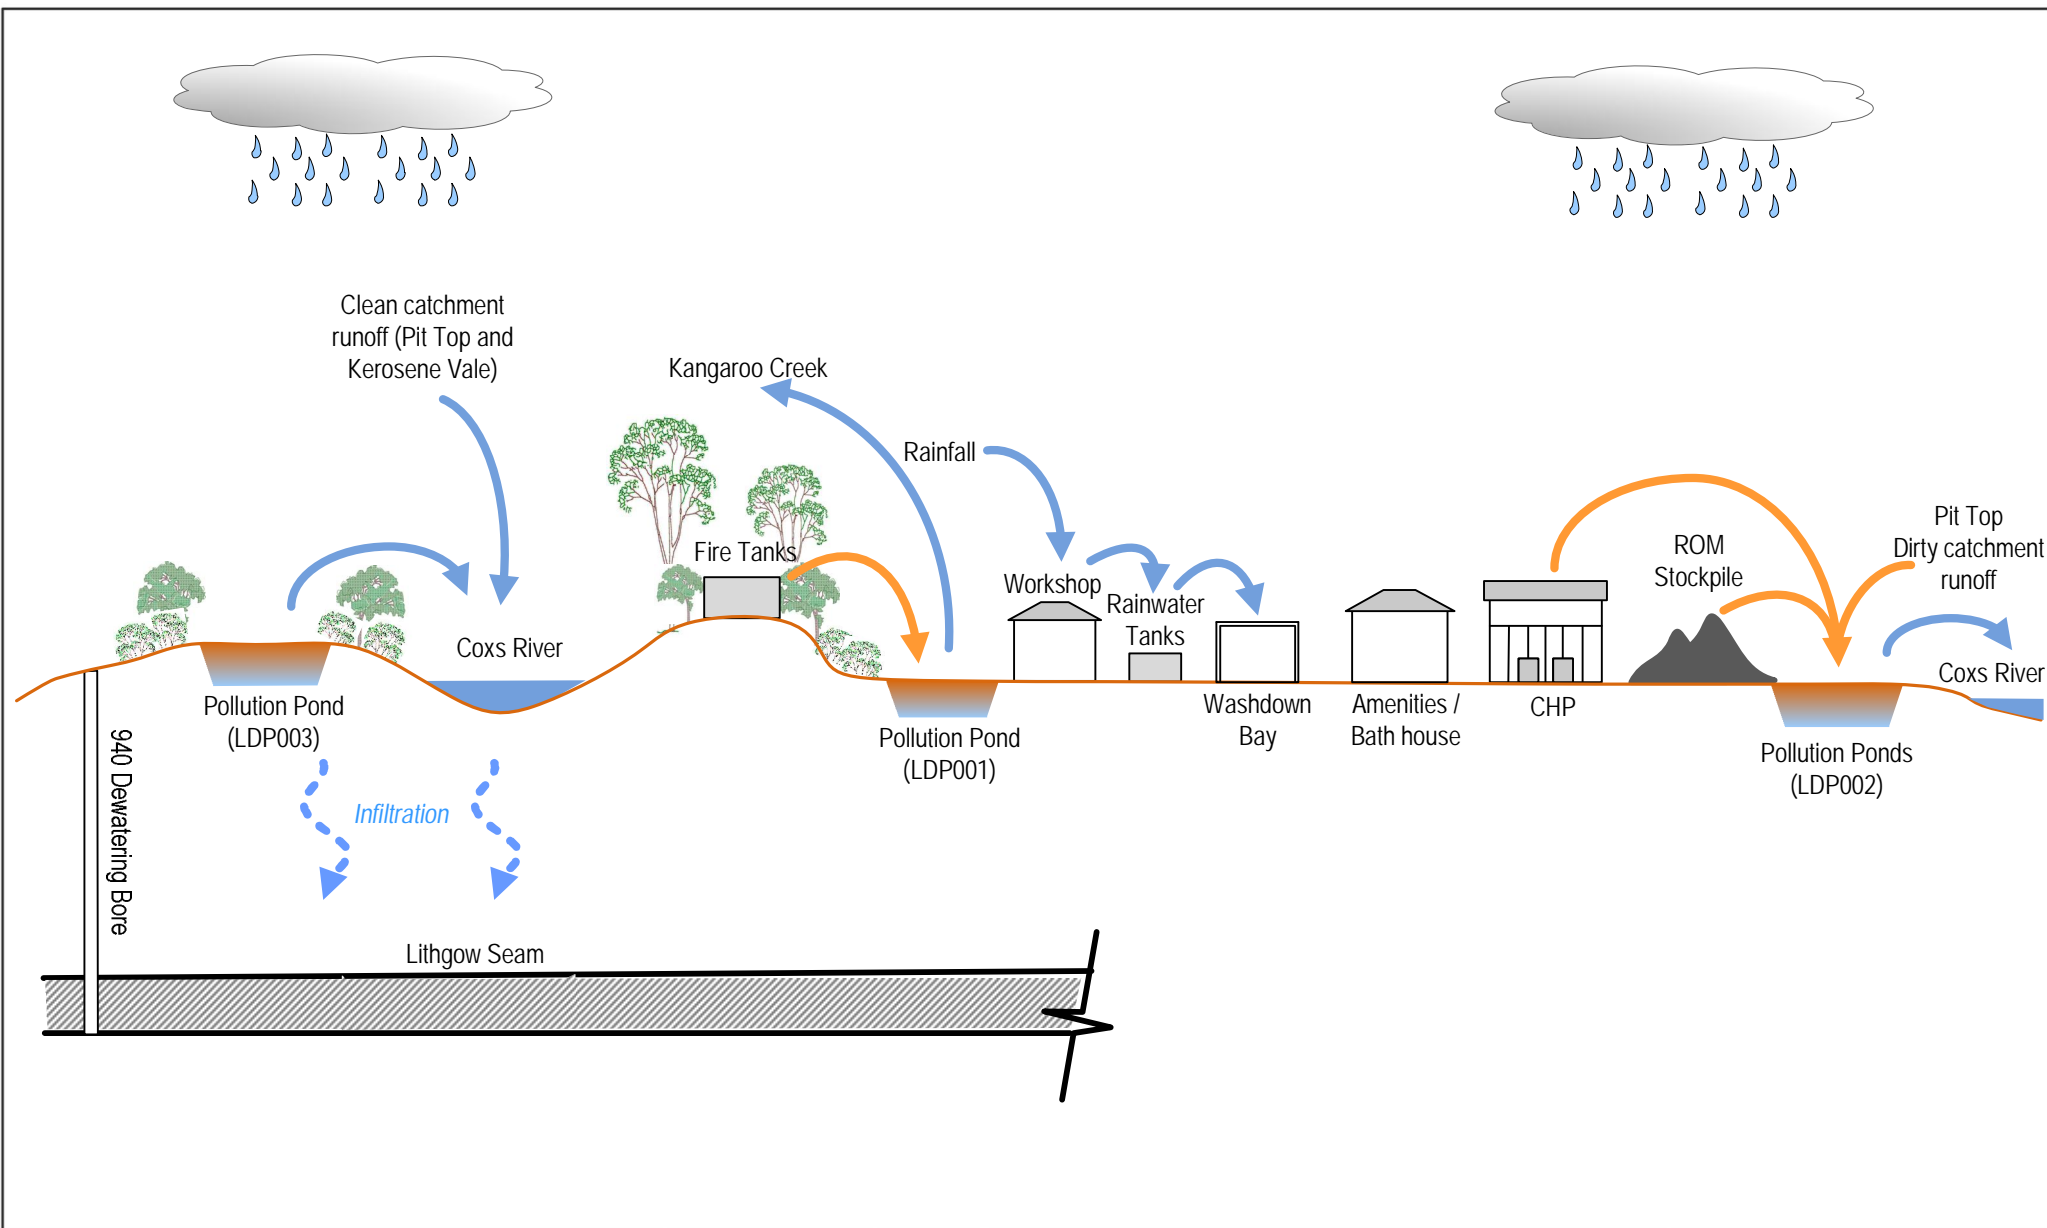 Clean catchment
runoff (Pit Top and
Kerosene Vale)
Kangaroo Creek
Rainfall
Fire Tanks
Workshop
Rainwater
Tanks
ROM
Stockpile
Pit Top
Dirty catchment
runoff
Coxs River
Coxs River
Pollution Pond
(LDP003)
Pollution Pond
(LDP001)
Washdown
Bay
Amenities /
Bath house
CHP
Pollution Ponds
(LDP002)
940 Dewatering Bore
Infiltration
Lithgow Seam